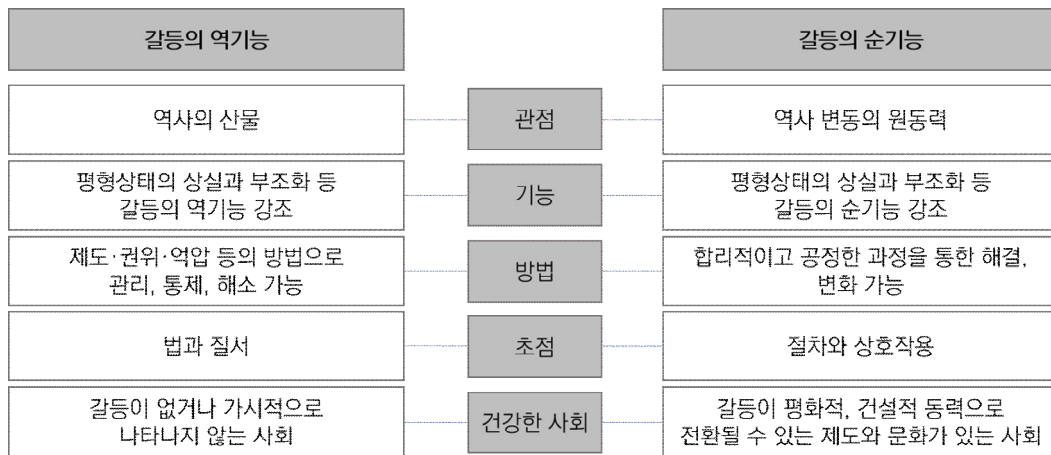 갈등의 역기능
갈등의 순기능
역사의 산물
관점
역사 변동의 원동력
평형상태의 상실과 부조화 등
갈등의 역기능 강조
기능
평형상태의 상실과 부조화 등
갈등의 순기능 강조
제도·권위·억압 등의 방법으로
관리, 통제, 해소 가능
방법
합리적이고 공정한 과정을 통한 해결,
변화 가능
법과 질서
초점
절차와 상호작용
갈등이 없거나 가시적으로
나타나지 않는 사회
건강한 사회
갈등이 평화적, 건설적 동력으로
전환될 수 있는 제도와 문화가 있는 사회